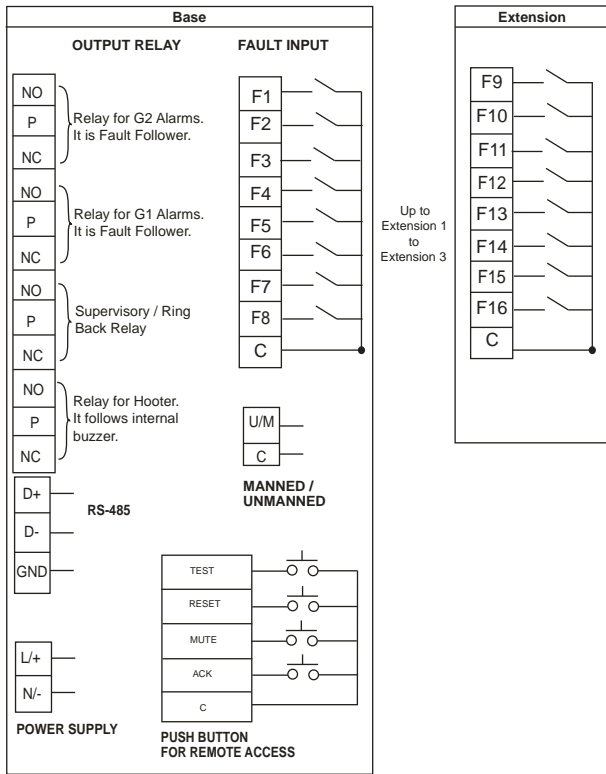 Base
OUTPUT RELAY
NO
P
NC
Relay for G2 Alarms.
It is Fault Follower.
NO
P
NC
Relay for G1 Alarms.
It is Fault Follower.
NO
P
NC
Supervisory / Ring
Back Relay
NO
P
NC
Relay for Hooter.
It follows internal
buzzer.
D+
D-
GND
RS-485
L/+
N/-
POWER SUPPLY
FAULT INPUT
F1
F2
F3
F4
F5
F6
F7
F8
C
U/M
C
MANNED /
UNMANNED
TEST
RESET
MUTE
ACK
C
PUSH BUTTON
FOR REMOTE ACCESS
Up to
Extension 1
to
Extension 3
Extension
F9
F10
F11
F12
F13
F14
F15
F16
C